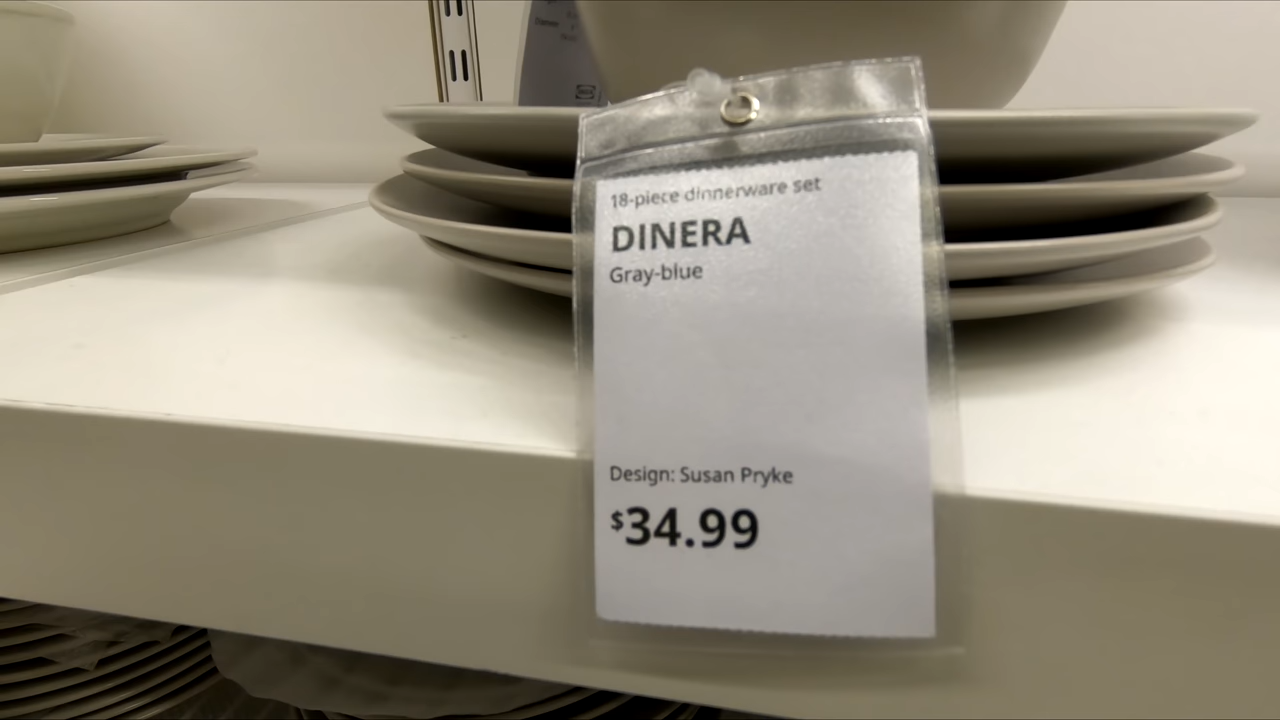 18-piece dinnerware set
DINERA
Gray-blue
Design: Susan Pryke
$34.99